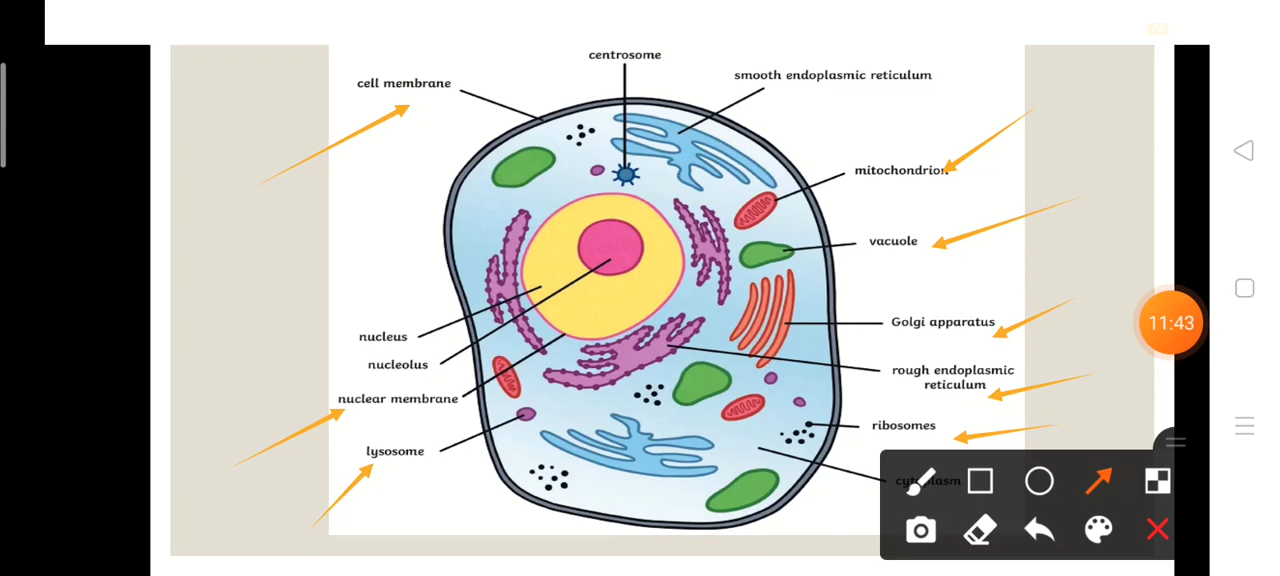 centrosome
cell membrane
smooth endoplasmic reticulum
mitochondrion
vacuole
Golgi apparatus
11:43
nucleus
nucleolus
rough endoplasmic
reticulum
nuclear membrane
ribosomes
lysosome
cytoplasm